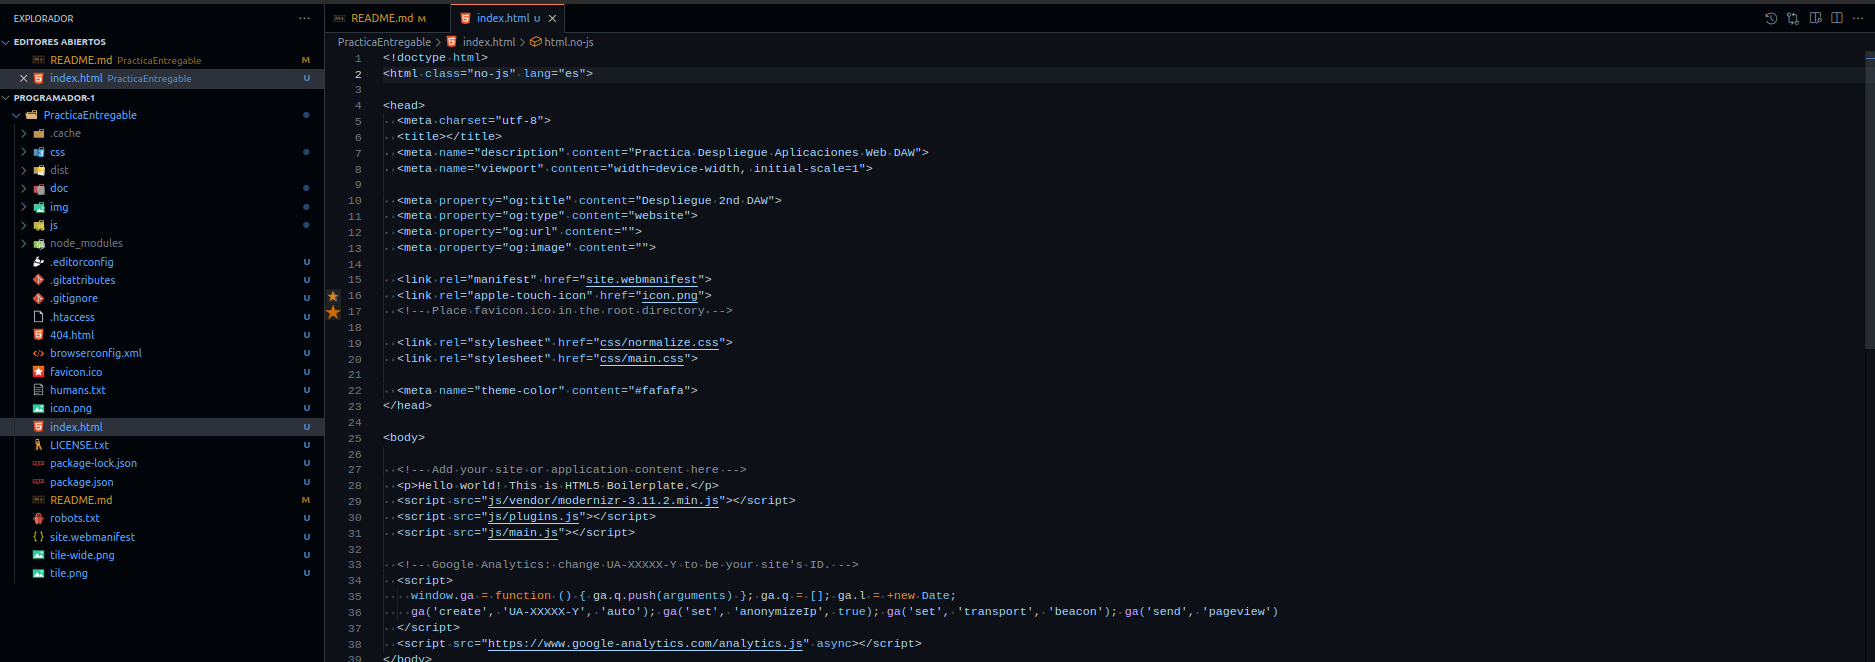 EXPLORADOR ···
EDITORES ABIERTOS
README.md PracticaEntregable M
index.html PracticaEntregable U
PROGRAMADOR-1
PracticaEntregable
.cache
css
dist
doc
img
js
node_modules
.editorconfig U
.gitattributes U
.gitignore U
.htaccess U
404.html U
browserconfig.xml U
favicon.ico U
humans.txt U
icon.png U
index.html U
LICENSE.txt U
package-lock.json U
package.json U
README.md M
robots.txt U
site.webmanifest U
tile-wide.png U
tile.png U
README.md M index.html U
PracticaEntregable > index.html > html.no-js
1 <!doctype html>
2 <html class="no-js" lang="es">
3
4 <head>
5 <meta charset="utf-8">
6 <title></title>
7 <meta name="description" content="Practica Despliegue Aplicaciones Web DAW">
8 <meta name="viewport" content="width=device-width, initial-scale=1">
9
10 <meta property="og:title" content="Despliegue 2nd DAW">
11 <meta property="og:type" content="website">
12 <meta property="og:url" content="">
13 <meta property="og:image" content="">
14
15 <link rel="manifest" href="site.webmanifest">
16 <link rel="apple-touch-icon" href="icon.png">
17 <!-- Place favicon.ico in the root directory -->
18
19 <link rel="stylesheet" href="css/normalize.css">
20 <link rel="stylesheet" href="css/main.css">
21
22 <meta name="theme-color" content="#fafafa">
23 </head>
24
25 <body>
26
27 <!-- Add your site or application content here -->
28 <p>Hello world! This is HTML5 Boilerplate.</p>
29 <script src="js/vendor/modernizr-3.11.2.min.js"></script>
30 <script src="js/plugins.js"></script>
31 <script src="js/main.js"></script>
32
33 <!-- Google Analytics: change UA-XXXXX-Y to be your site's ID. -->
34 <script>
35 window.ga = function () { ga.q.push(arguments) }; ga.q = []; ga.l = +new Date;
36 ga('create', 'UA-XXXXX-Y', 'auto'); ga('set', 'anonymizeIp', true); ga('set', 'transport', 'beacon'); ga('send', 'pageview')
37 </script>
38 <script src="https://www.google-analytics.com/analytics.js" async></script>
39 </body>